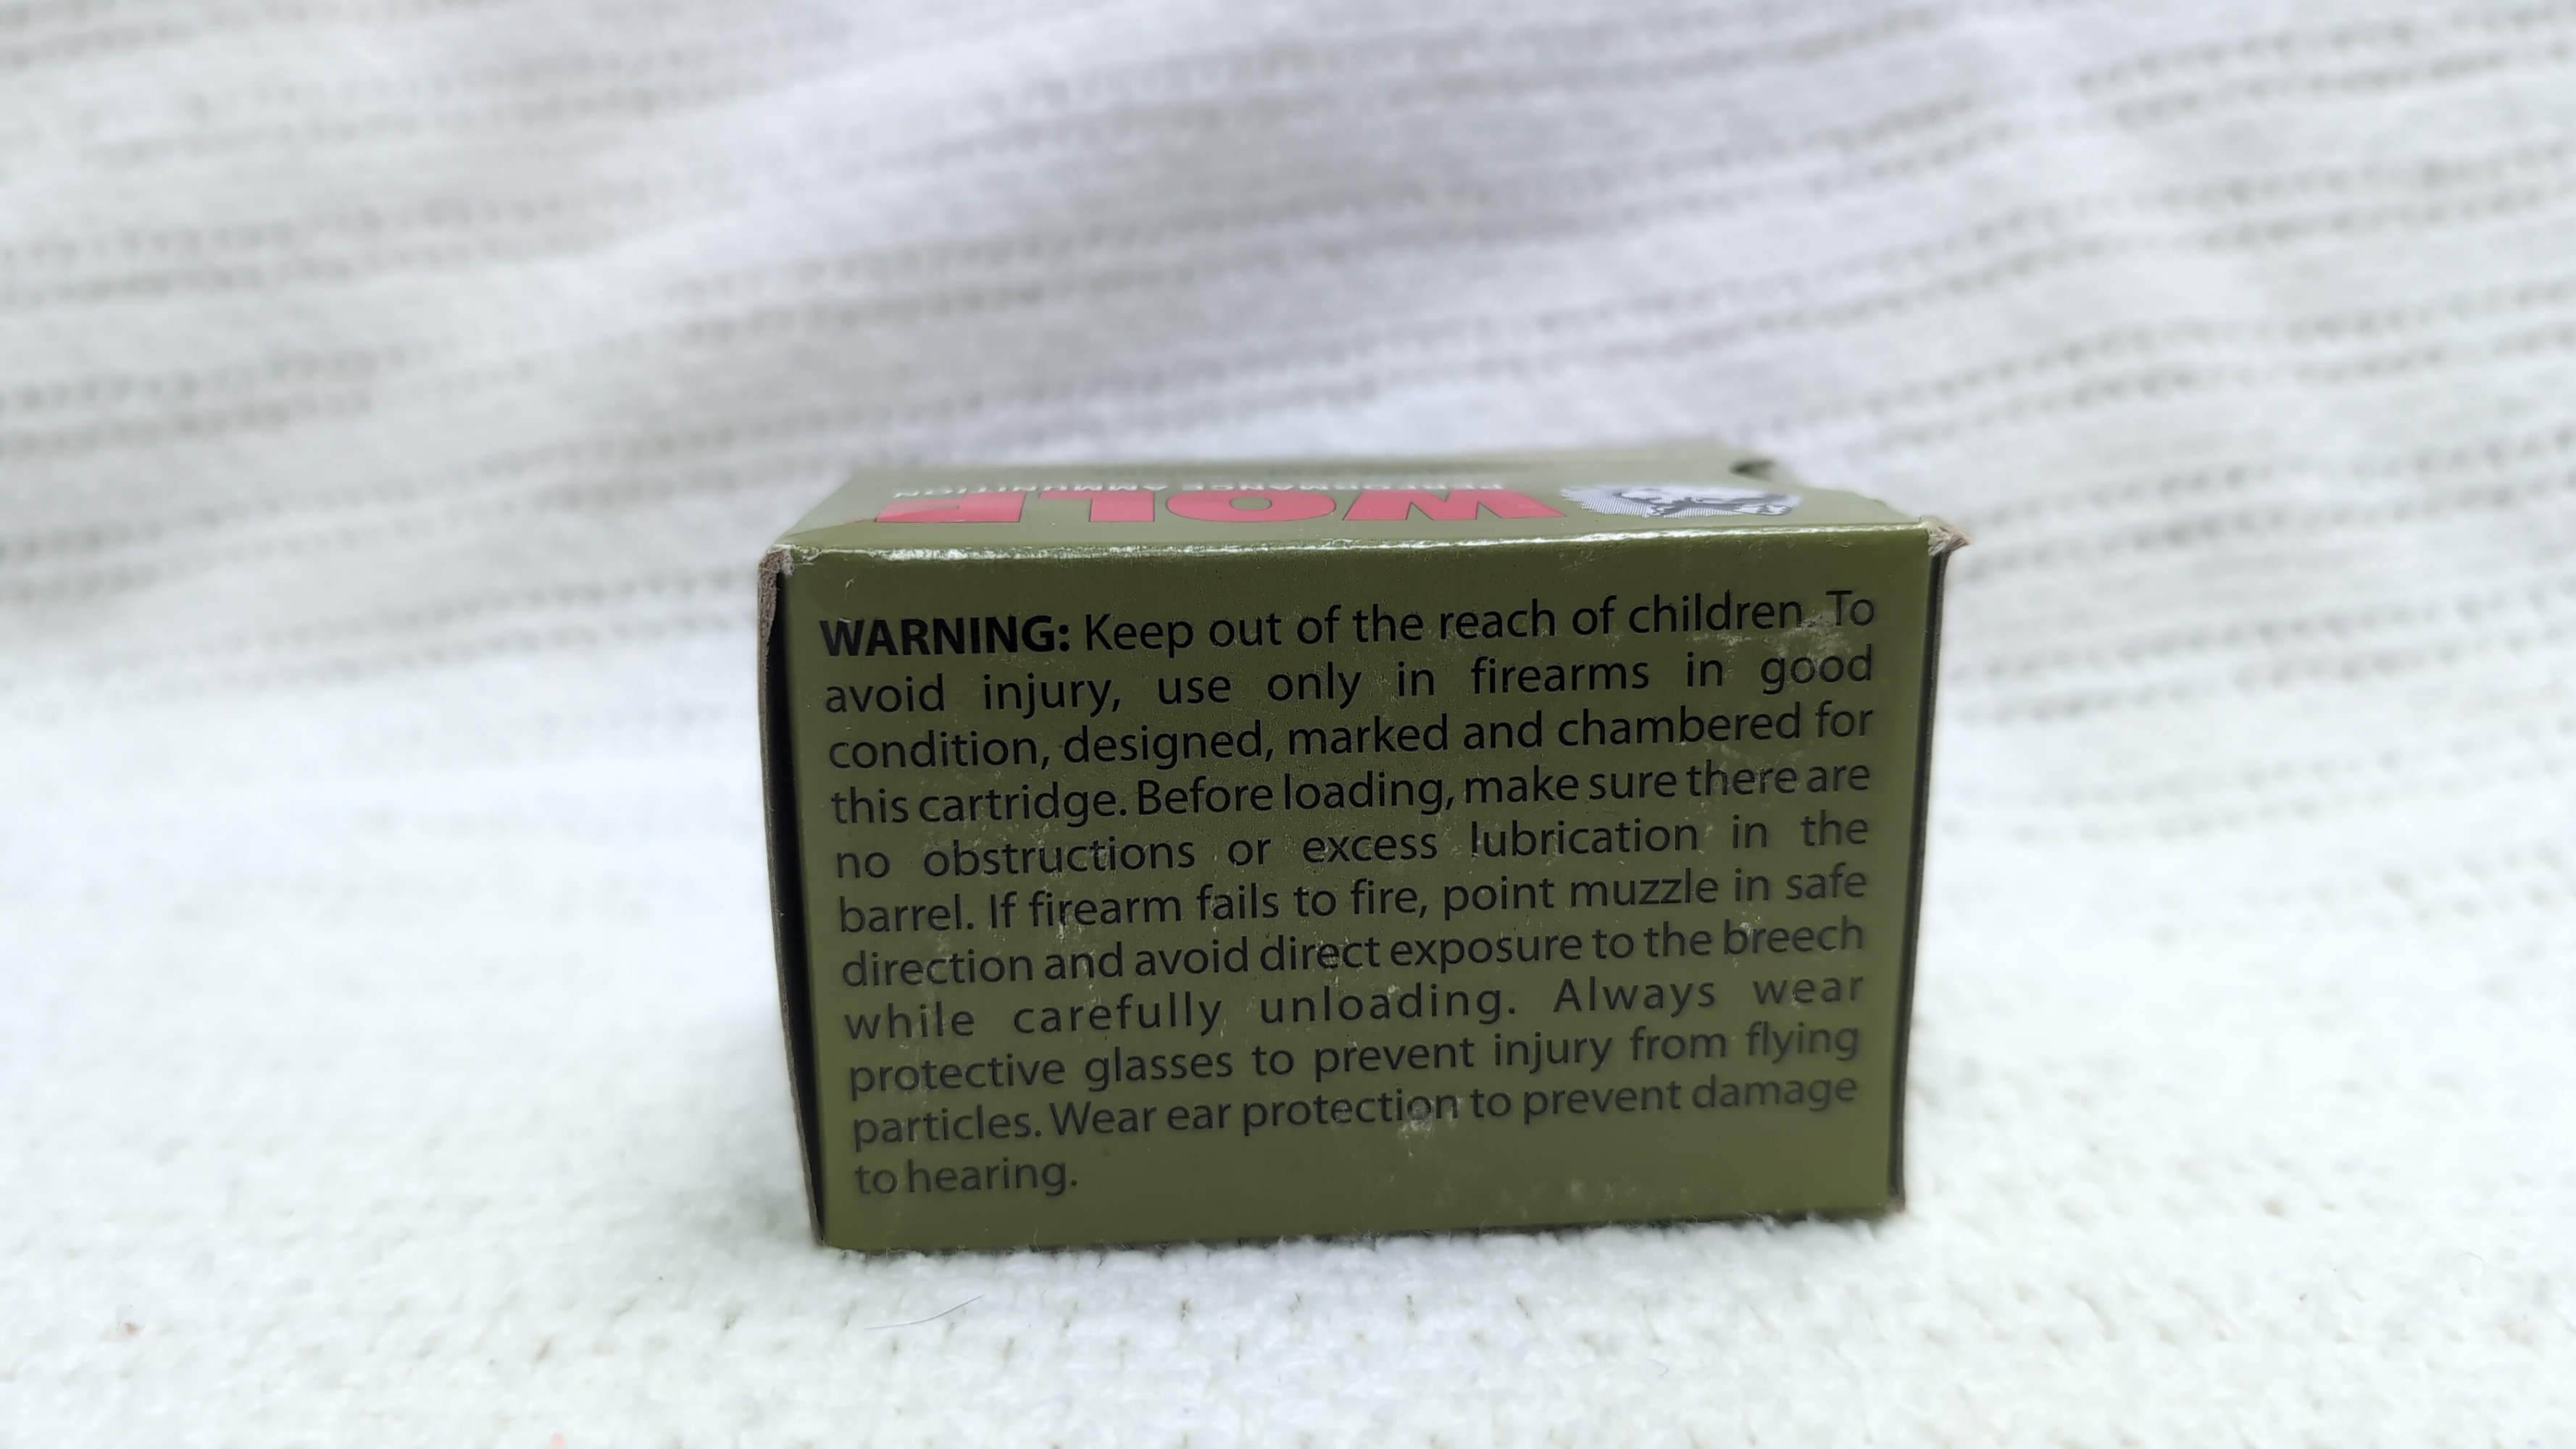 WOLF
PERFORMANCE AMMUNITION
WARNING: Keep out of the reach of children. To
avoid injury, use only in firearms in good
condition, designed, marked and chambered for
this cartridge. Before loading, make sure there are
no obstructions or excess lubrication in the
barrel. If firearm fails to fire, point muzzle in safe
direction and avoid direct exposure to the breech
while carefully unloading. Always wear
protective glasses to prevent injury from flying
particles. Wear ear protection to prevent damage
to hearing.